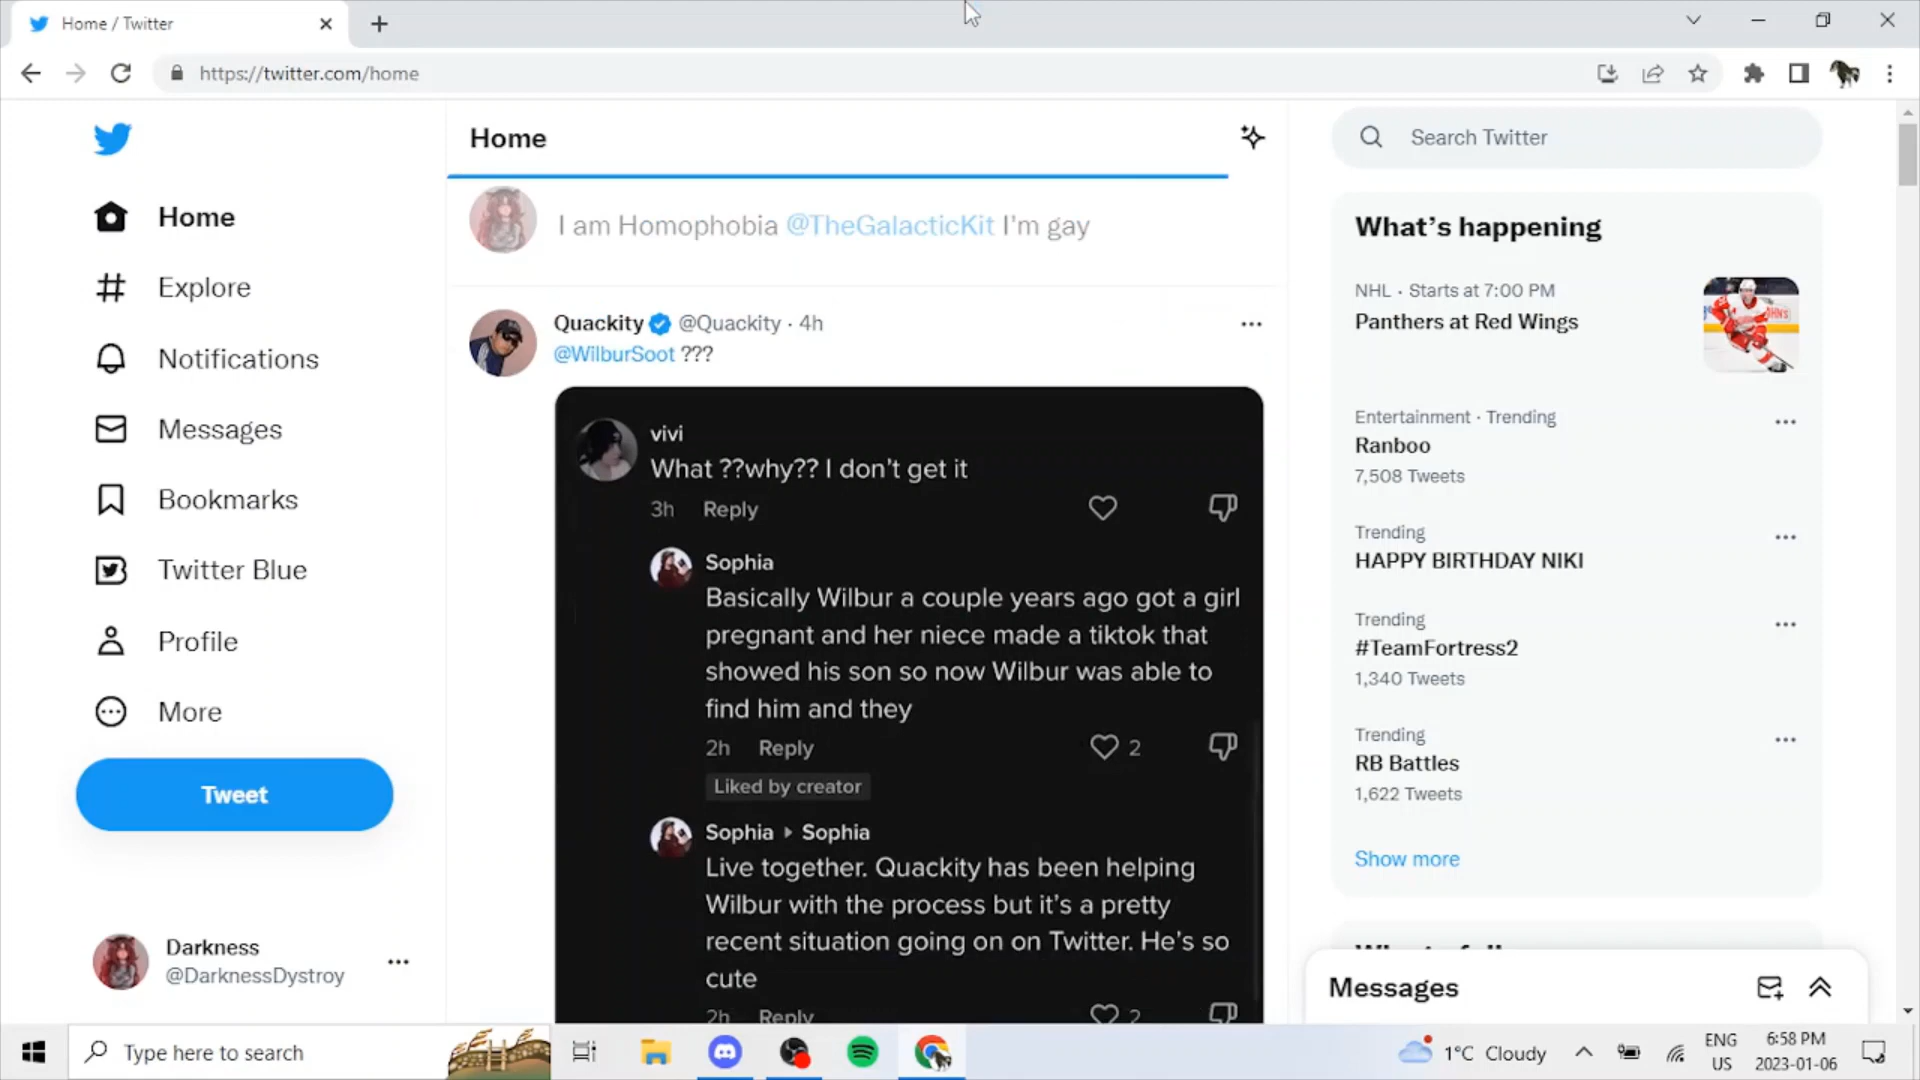 Home / Twitter
https://twitter.com/home
Home
Explore
Notifications
Messages
Bookmarks
Twitter Blue
Profile
More
Tweet
Darkness
@DarknessDystroy
Home
I am Homophobia @TheGalacticKit I'm gay
Quackity @Quackity · 4h
@WilburSoot ???
vivi
What ??why?? I don't get it
3h Reply
Sophia
Basically Wilbur a couple years ago got a girl
pregnant and her niece made a tiktok that
showed his son so now Wilbur was able to
find him and they
2h Reply 2
Liked by creator
Sophia Sophia
Live together. Quackity has been helping
Wilbur with the process but it's a pretty
recent situation going on on Twitter. He's so
cute
2h Reply 2
Search Twitter
What's happening
NHL · Starts at 7:00 PM
Panthers at Red Wings
Entertainment · Trending
Ranboo
7,508 Tweets
Trending
HAPPY BIRTHDAY NIKI
Trending
#TeamFortress2
1,340 Tweets
Trending
RB Battles
1,622 Tweets
Show more
Messages
Type here to search
1°C Cloudy
ENG
US
6:58 PM
2023-01-06